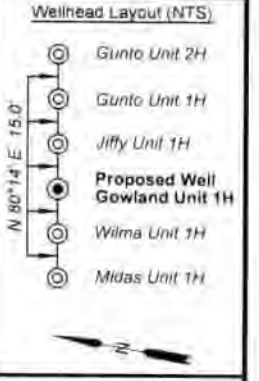 Wellhead Layout (NTS)
Gunto Unit 2H
Gunto Unit 1H
Jiffy Unit 1H
Proposed Well
Gowland Unit 1H
Wilma Unit 1H
Midas Unit 1H
N 80°14' E 15.0'
N